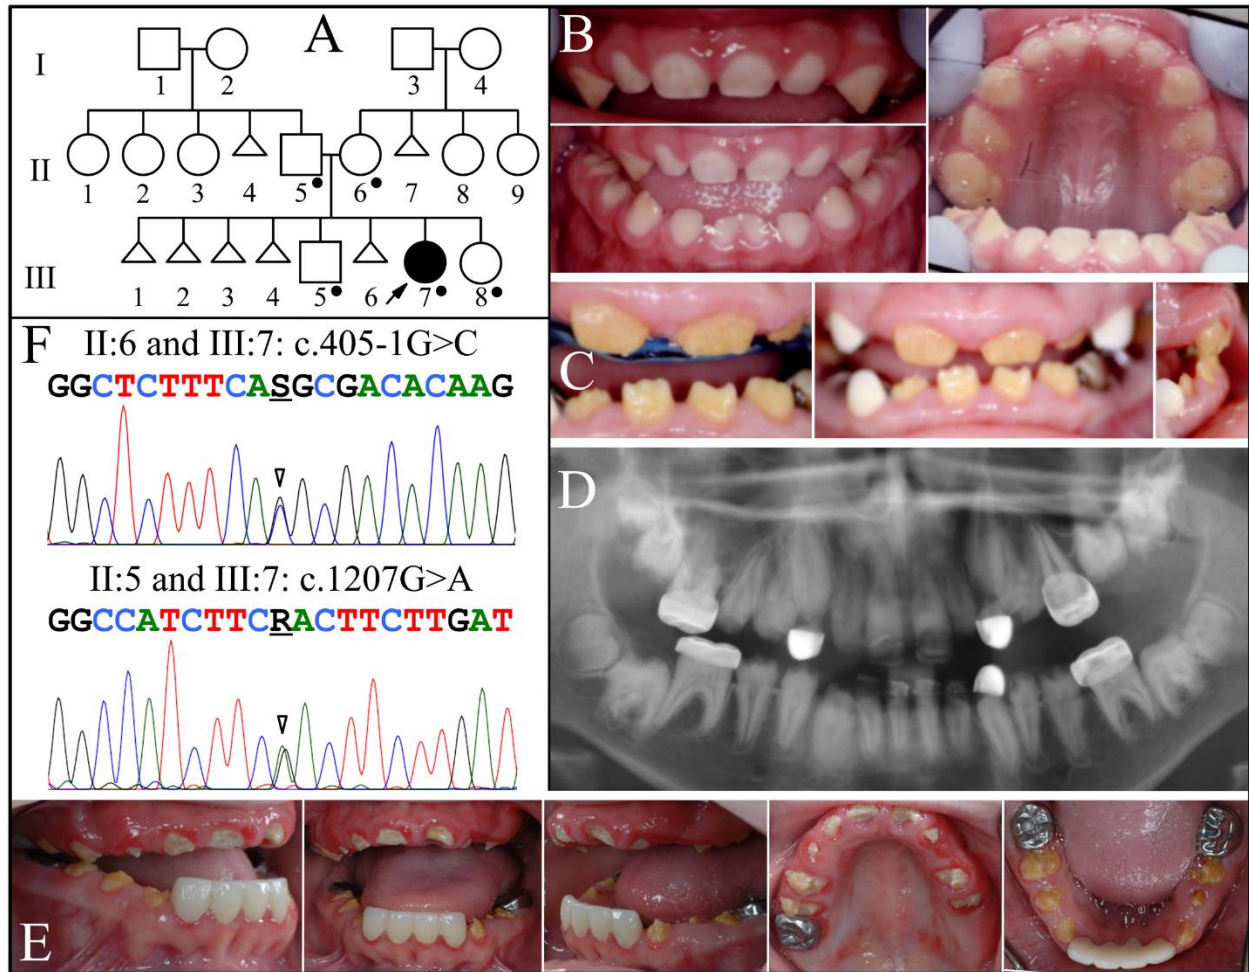 A
I
1 2 3 4
II
1 2 3 4 5 6 7 8 9
III
1 2 3 4 5 6 7 8
B
F
II:6 and III:7: c.405-1G>C
GGCTCTTTCASGCGACACAAG
II:5 and III:7: c.1207G>A
GGCCATCTTCRACTTCTTGAT
C
D
E